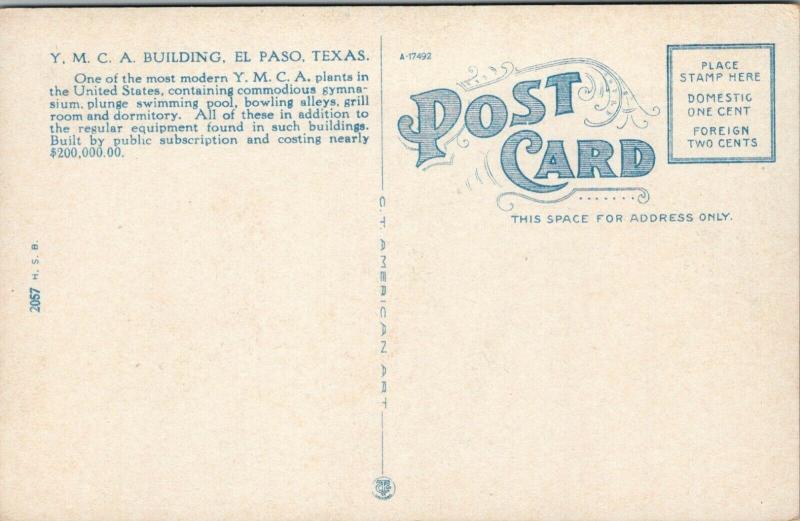 Y. M. C. A. BUILDING, EL PASO, TEXAS.
One of the most modern Y. M. C. A. plants in
the United States, containing commodious gymna-
sium, plunge swimming pool, bowling alleys, grill
room and dormitory. All of these in addition to
the regular equipment found in such buildings.
Built by public subscription and costing nearly
$200,000.00.
2057 H. S. B.
C. T. AMERICAN ART
A-17492
POST
CARD
THIS SPACE FOR ADDRESS ONLY.
PLACE
STAMP HERE
DOMESTIC
ONE CENT
FOREIGN
TWO CENTS